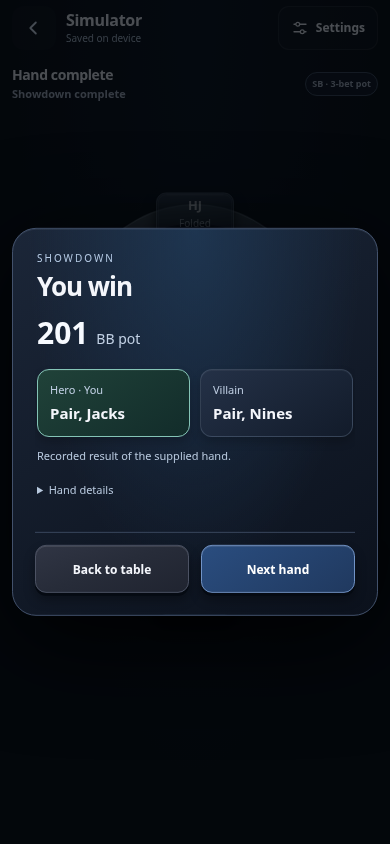 Simulator
Saved on device
Settings
Hand complete
Showdown complete
SB · 3-bet pot
HJ
Folded
SHOWDOWN
You win
201 BB pot
Hero · You
Pair, Jacks
Villain
Pair, Nines
Recorded result of the supplied hand.
Hand details
Back to table
Next hand